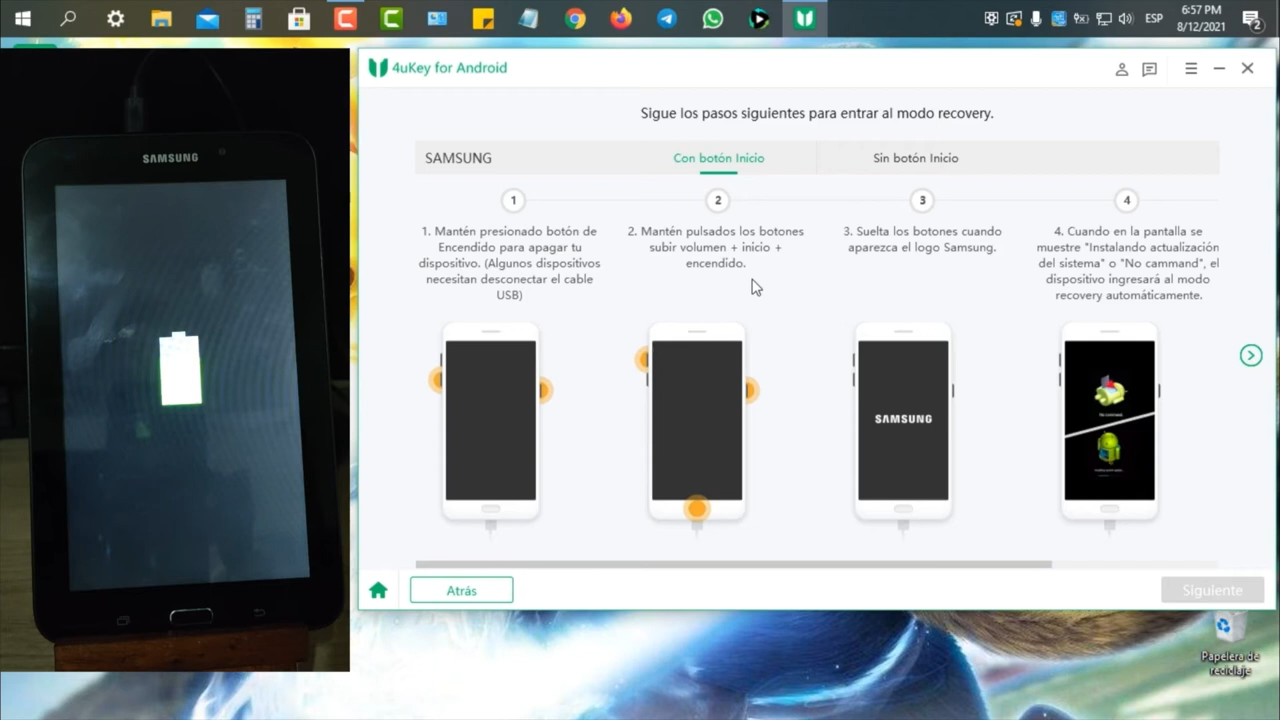 6:57 PM
ESP
8/12/2021
2
4uKey for Android
Sigue los pasos siguientes para entrar al modo recovery.
SAMSUNG
Con botón Inicio
Sin botón Inicio
1
2
3
4
1. Mantén presionado botón de
Encendido para apagar tu
dispositivo. (Algunos dispositivos
necesitan desconectar el cable
USB)
2. Mantén pulsados los botones
subir volumen + inicio +
encendido.
3. Suelta los botones cuando
aparezca el logo Samsung.
4. Cuando en la pantalla se
muestre "Instalando actualización
del sistema" o "No cammand", el
dispositivo ingresará al modo
recovery automáticamente.
SAMSUNG
SAMSUNG
No command
Atrás
Siguiente
Papelera de
reciclaje